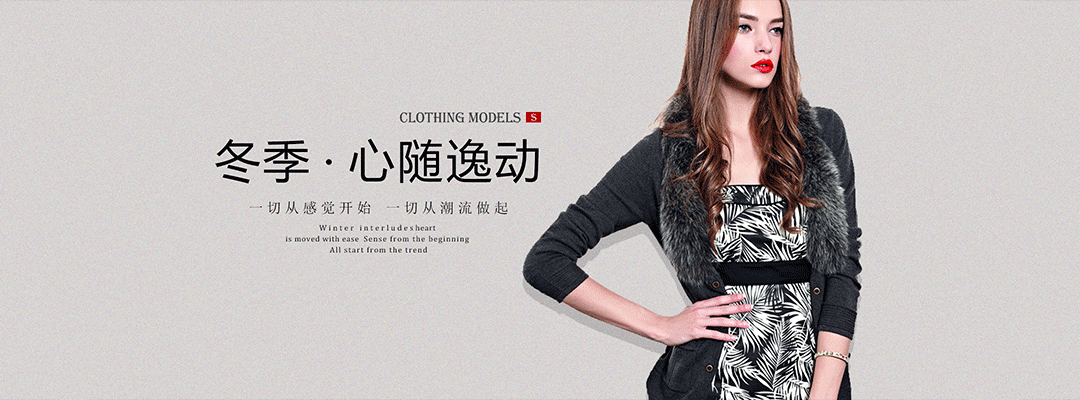 CLOTHING MODELS S
冬季·心随逸动
一切从感觉开始 一切从潮流做起
Winter interludesheart
is moved with ease Sense from the beginning
All start from the trend